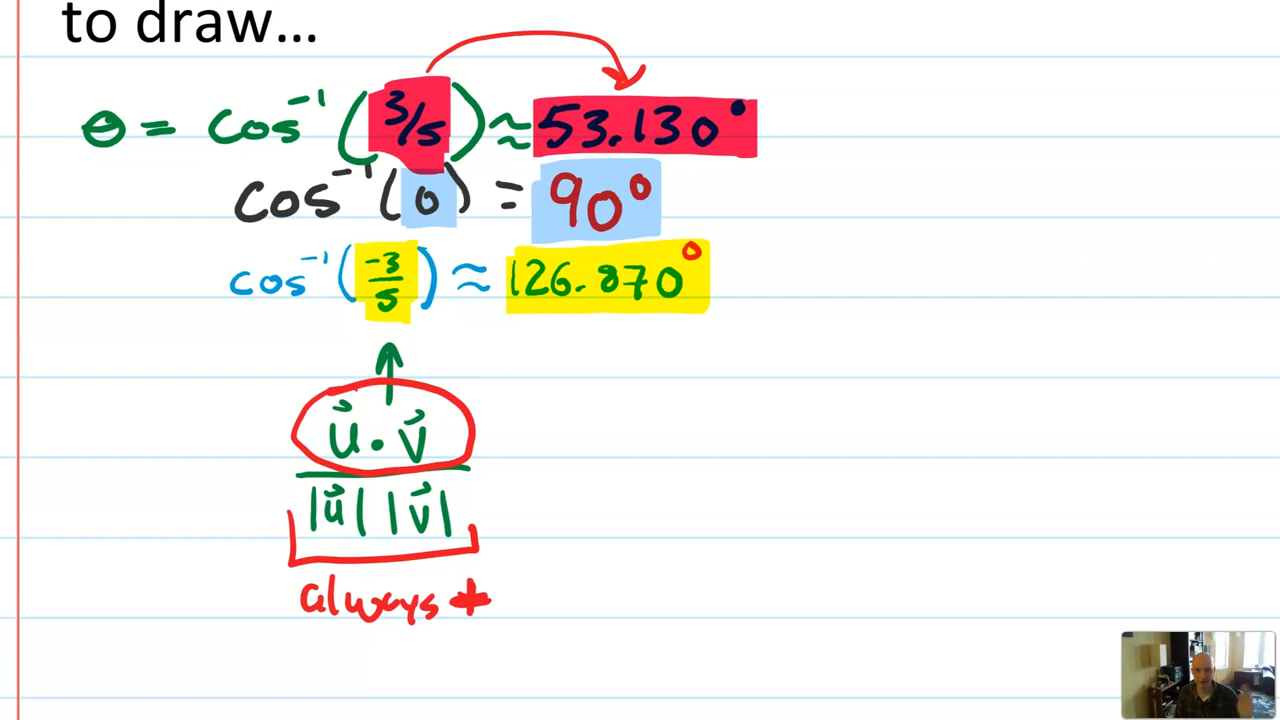 to draw...
θ = cos⁻¹ (3/5) ≈ 53.130°
cos⁻¹ (0) = 90°
cos⁻¹ (-3/5) ≈ 126.870°
u⃗ • v⃗
|u⃗| |v⃗|
always +